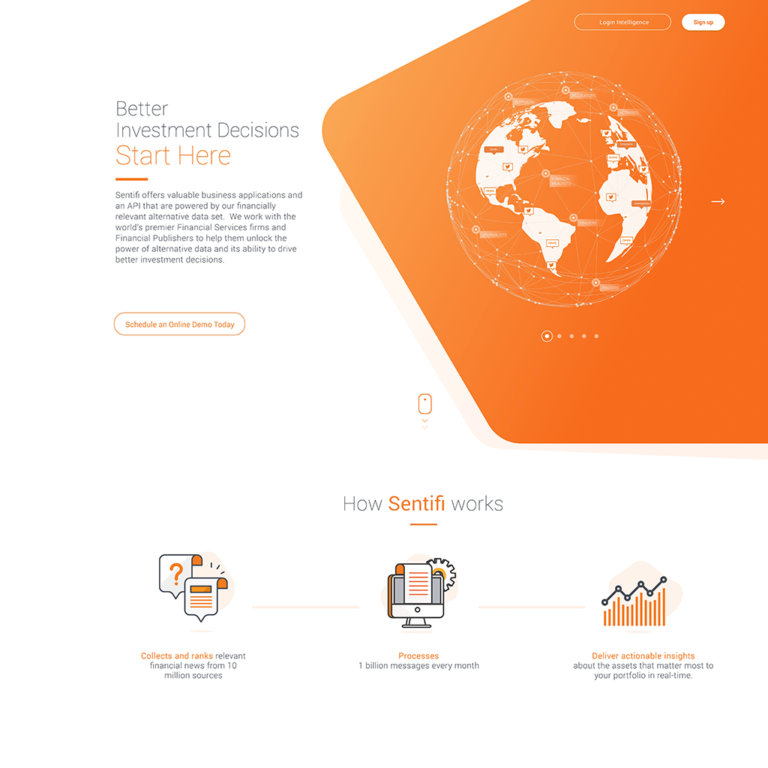 Login Intelligence
Sign up
Better
Investment Decisions
Start Here
Sentifi offers valuable business applications and
an API that are powered by our financially
relevant alternative data set. We work with the
world's premier Financial Services firms and
Financial Publishers to help them unlock the
power of alternative data and its ability to drive
better investment decisions.
Schedule an Online Demo Today
How Sentifi works
Collects and ranks relevant
financial news from 10
million sources
Processes
1 billion messages every month
Deliver actionable insights
about the assets that matter most to
your portfolio in real-time.